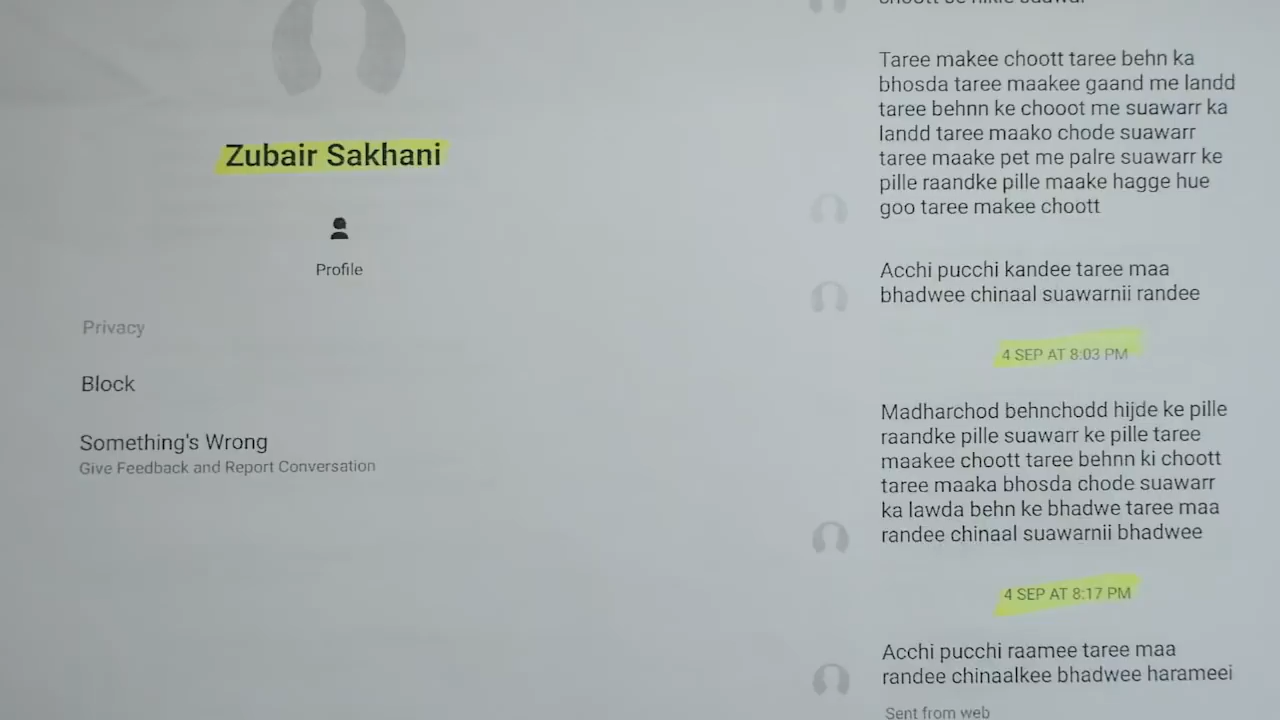 Zubair Sakhani
Profile
Privacy
Block
Something's Wrong
Give Feedback and Report Conversation
Taree makee choott taree behn ka
bhosda taree maakee gaand me landd
taree behnn ke chooot me suawarr ka
landd taree maako chode suawarr
taree maake pet me palre suawarr ke
pille raandke pille maake hagge hue
goo taree makee choott
Acchi pucchi kandee taree maa
bhadwee chinaal suawarnii randee
4 SEP AT 8:03 PM
Madharchod behnchodd hijde ke pille
raandke pille suawarr ke pille taree
maakee choott taree behnn ki choott
taree maaka bhosda chode suawarr
ka lawda behn ke bhadwe taree maa
randee chinaal suawarnii bhadwee
4 SEP AT 8:17 PM
Acchi pucchi raamee taree maa
randee chinaalkee bhadwee harameei
Sent from web